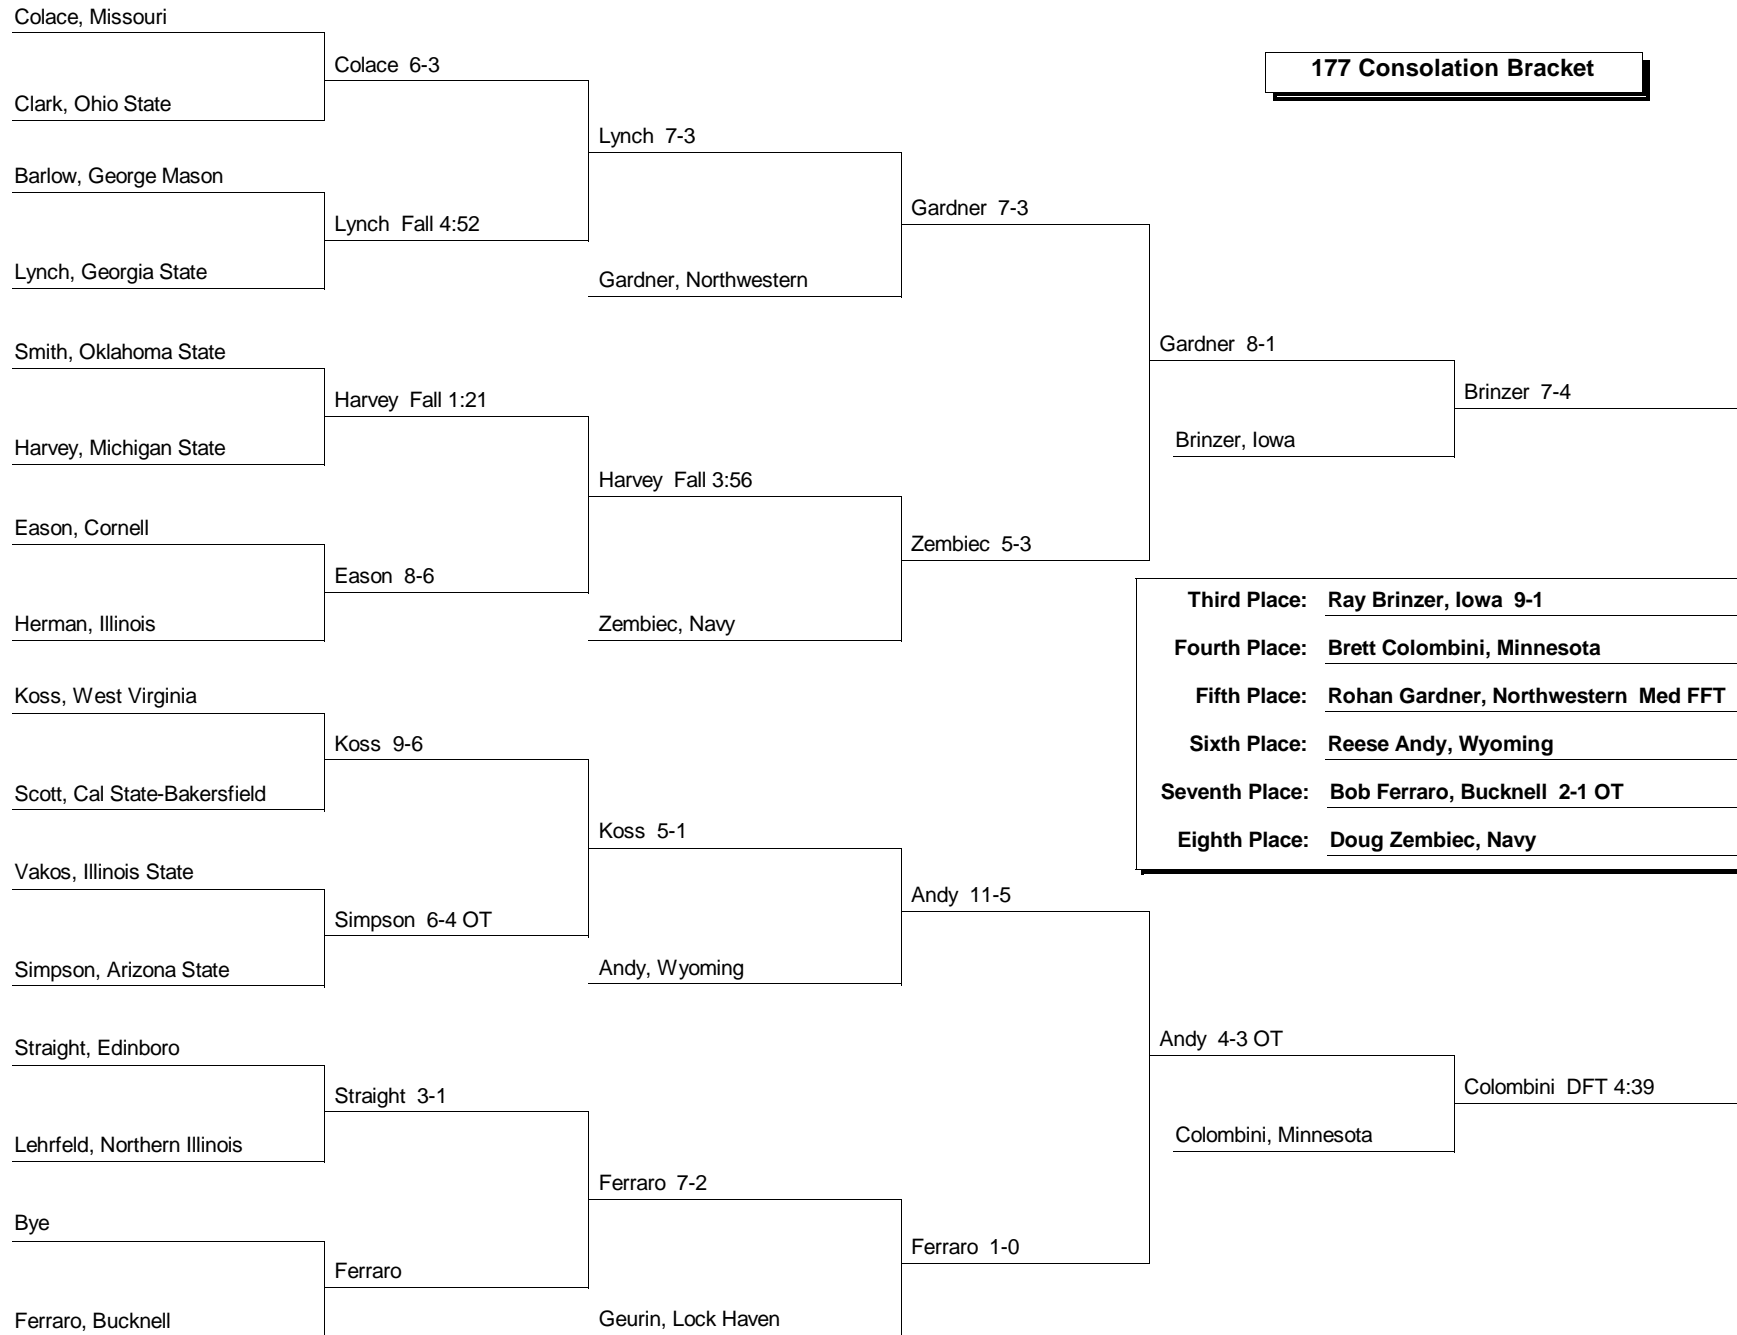 Colace, Missouri
Clark, Ohio State
Barlow, George Mason
Lynch, Georgia State
Smith, Oklahoma State
Harvey, Michigan State
Eason, Cornell
Herman, Illinois
Koss, West Virginia
Scott, Cal State-Bakersfield
Vakos, Illinois State
Simpson, Arizona State
Straight, Edinboro
Lehrfeld, Northern Illinois
Bye
Ferraro, Bucknell
Colace 6-3
Lynch Fall 4:52
Harvey Fall 1:21
Eason 8-6
Koss 9-6
Simpson 6-4 OT
Straight 3-1
Ferraro
Lynch 7-3
Gardner, Northwestern
Harvey Fall 3:56
Zembiec, Navy
Koss 5-1
Andy, Wyoming
Ferraro 7-2
Geurin, Lock Haven
Gardner 7-3
Zembiec 5-3
Andy 11-5
Ferraro 1-0
Gardner 8-1
Brinzer, Iowa
Andy 4-3 OT
Colombini, Minnesota
Brinzer 7-4
Colombini DFT 4:39
177 Consolation Bracket
Third Place: Ray Brinzer, Iowa 9-1
Fourth Place: Brett Colombini, Minnesota
Fifth Place: Rohan Gardner, Northwestern Med FFT
Sixth Place: Reese Andy, Wyoming
Seventh Place: Bob Ferraro, Bucknell 2-1 OT
Eighth Place: Doug Zembiec, Navy